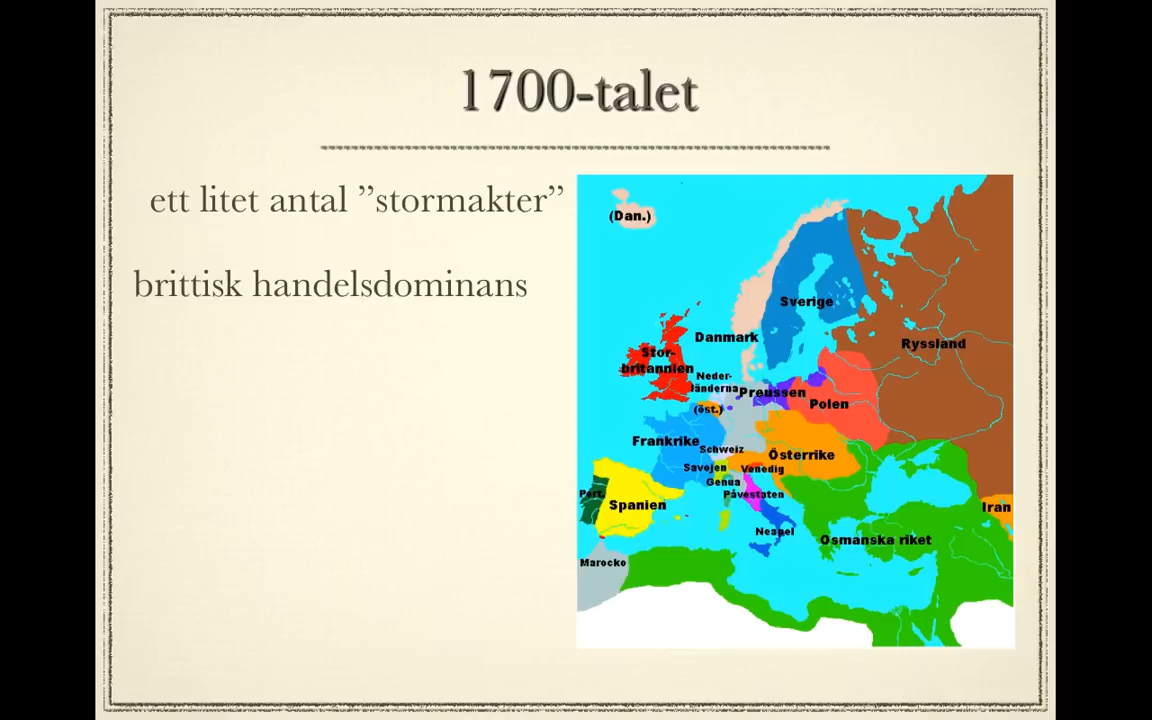 1700-talet
ett litet antal ”stormakter”
brittisk handelsdominans
(Dan.)
Sverige
Danmark
Ryssland
Stor-
britannien
Neder-
länderna
Preussen
Polen
(öst.)
Frankrike
Schweiz
Österrike
Savojen
Venedig
Genua
Påvestaten
Port.
Spanien
Neapel
Iran
Osmanska riket
Marocko